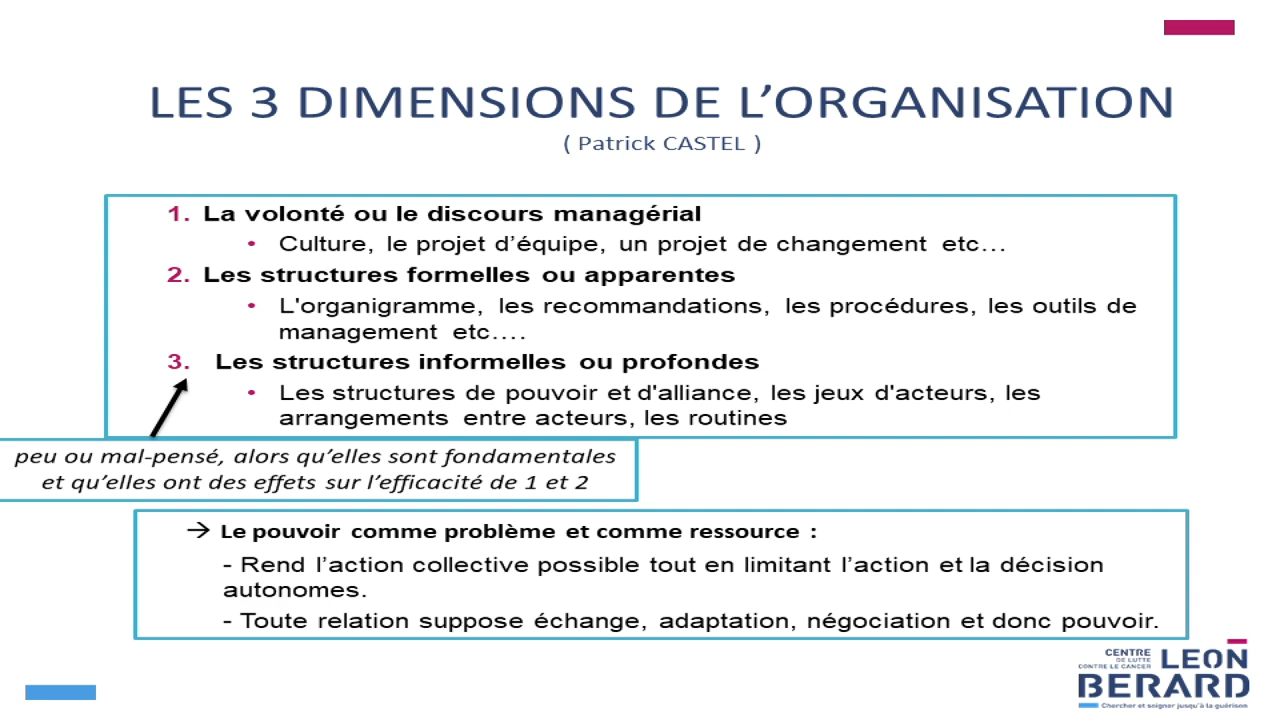 LES 3 DIMENSIONS DE L’ORGANISATION
( Patrick CASTEL )
1. La volonté ou le discours managérial
• Culture, le projet d’équipe, un projet de changement etc…
2. Les structures formelles ou apparentes
• L'organigramme, les recommandations, les procédures, les outils de
management etc….
3. Les structures informelles ou profondes
• Les structures de pouvoir et d'alliance, les jeux d'acteurs, les
arrangements entre acteurs, les routines
peu ou mal-pensé, alors qu’elles sont fondamentales
et qu’elles ont des effets sur l’efficacité de 1 et 2
→ Le pouvoir comme problème et comme ressource :
- Rend l’action collective possible tout en limitant l’action et la décision
autonomes.
- Toute relation suppose échange, adaptation, négociation et donc pouvoir.
CENTRE
DE LUTTE
CONTRE LE CANCER
LEON
BERARD
Chercher et soigner jusqu’à la guérison